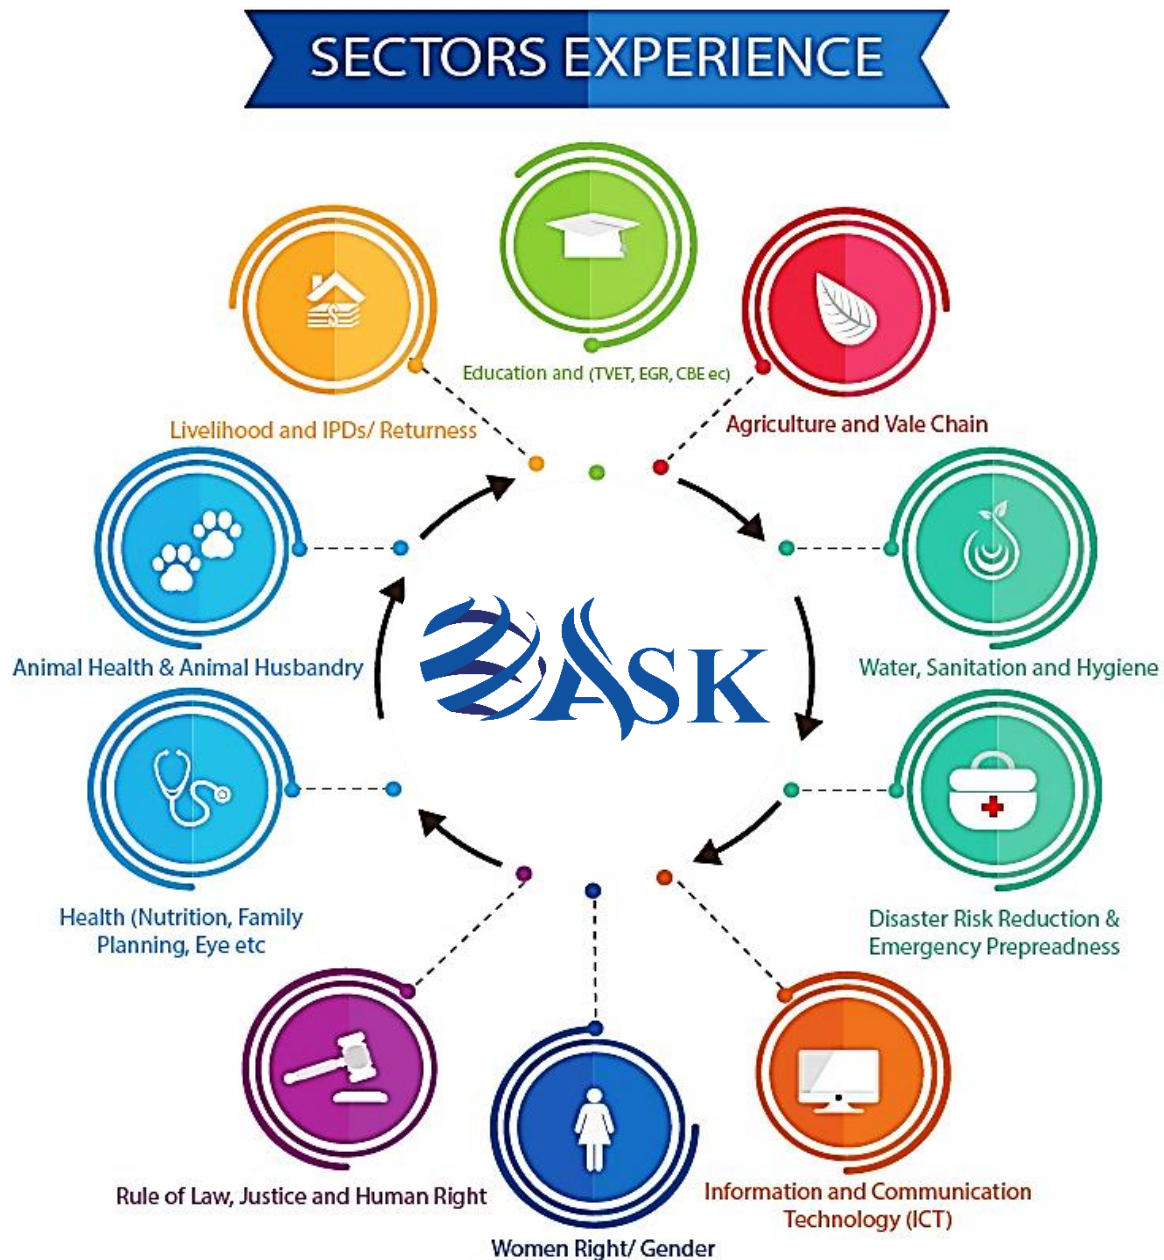 SECTORS EXPERIENCE
Education and (TVET, EGR, CBE ec)
Livelihood and IPDs/ Returness
Agriculture and Vale Chain
Animal Health & Animal Husbandry
Water, Sanitation and Hygiene
ASK
Health (Nutrition, Family
Planning, Eye etc
Disaster Risk Reduction &
Emergency Prepreadness
Rule of Law, Justice and Human Right
Information and Communication
Technology (ICT)
Women Right/ Gender